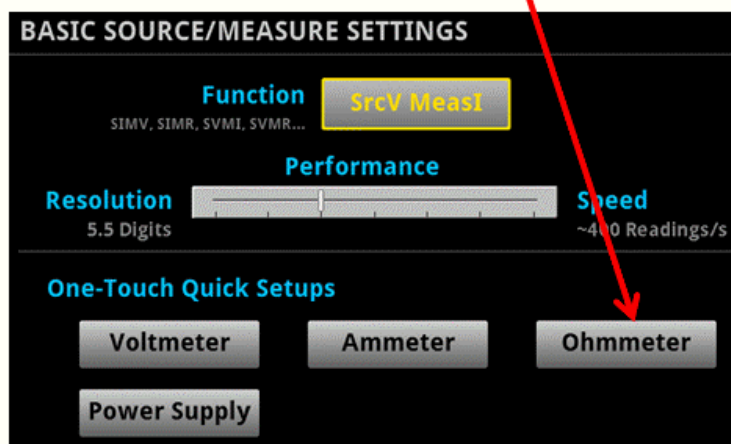 BASIC SOURCE/MEASURE SETTINGS
Function
SrcV MeasI
SIMV, SIMR, SVMI, SVMR...
Performance
Resolution
Speed
5.5 Digits
~400 Readings/s
One-Touch Quick Setups
Voltmeter
Ammeter
Ohmmeter
Power Supply